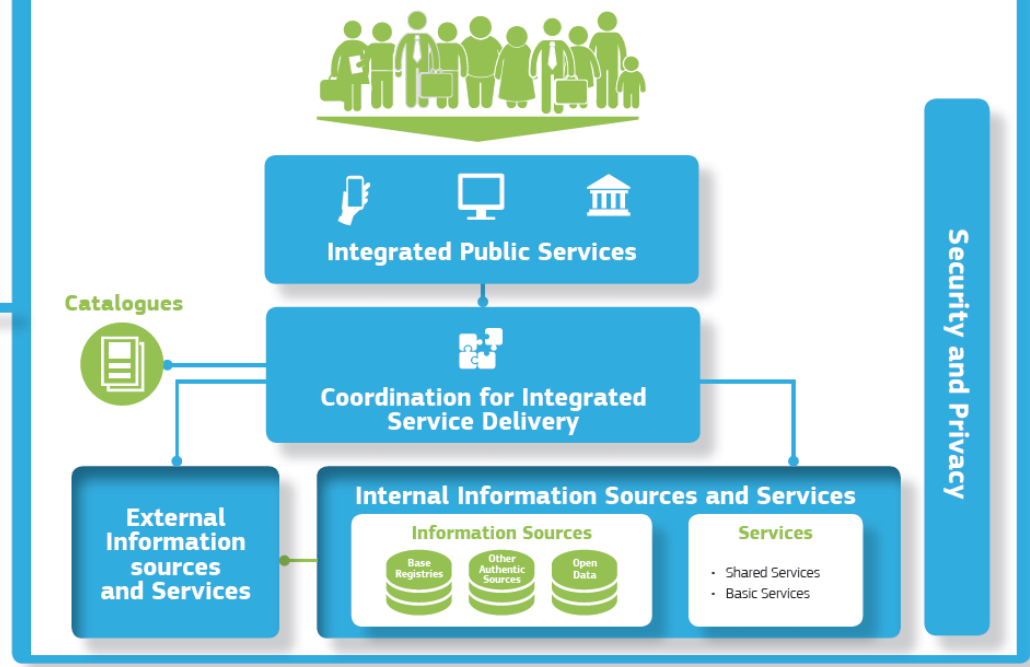 Integrated Public Services
Catalogues
Coordination for Integrated
Service Delivery
Security and Privacy
External
Information
sources
and Services
Internal Information Sources and Services
Information Sources
Base
Registries
Other
Authentic
Sources
Open
Data
Services
· Shared Services
· Basic Services